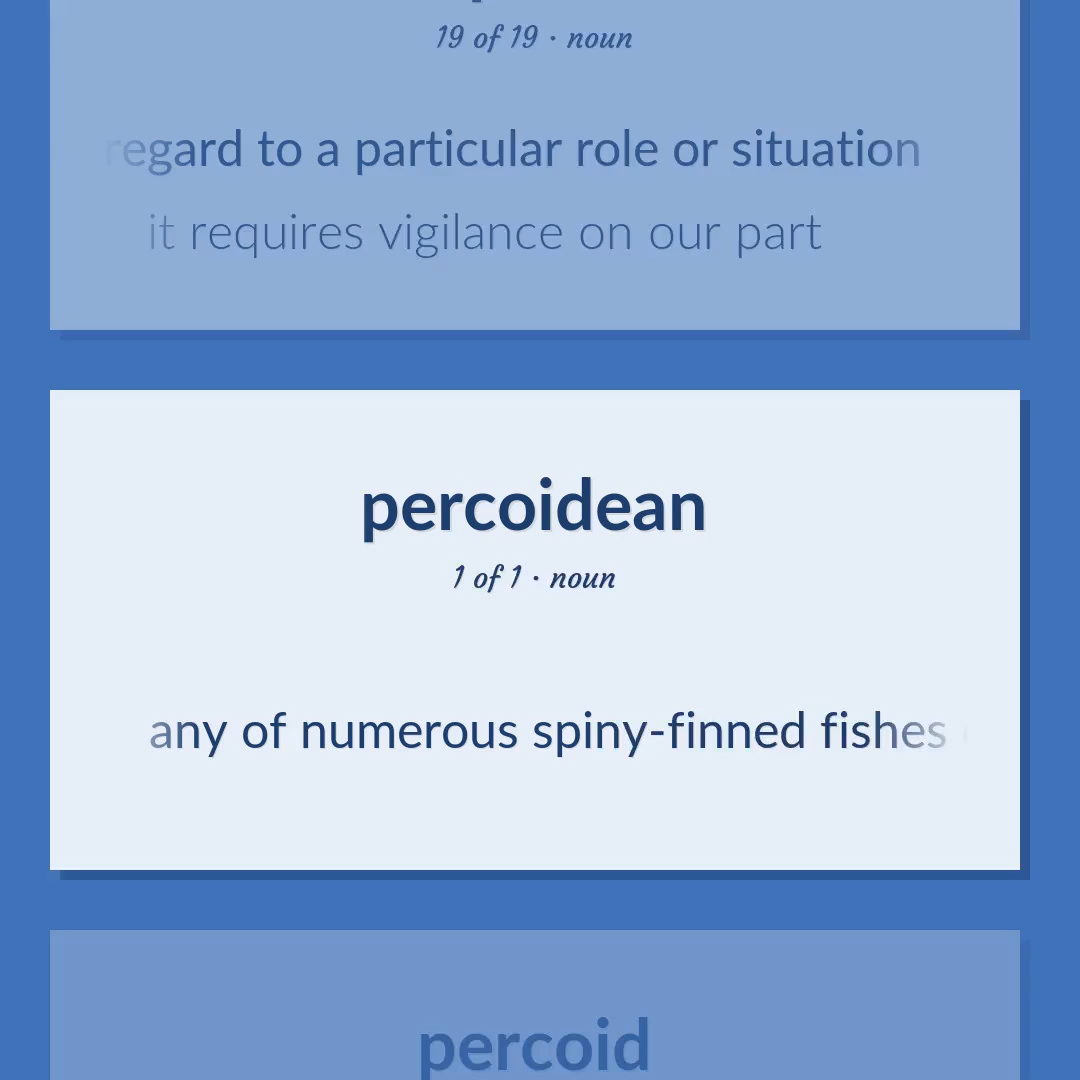 19 of 19 · noun
regard to a particular role or situation
it requires vigilance on our part
percoidean
1 of 1 · noun
any of numerous spiny-finned fishes
percoid